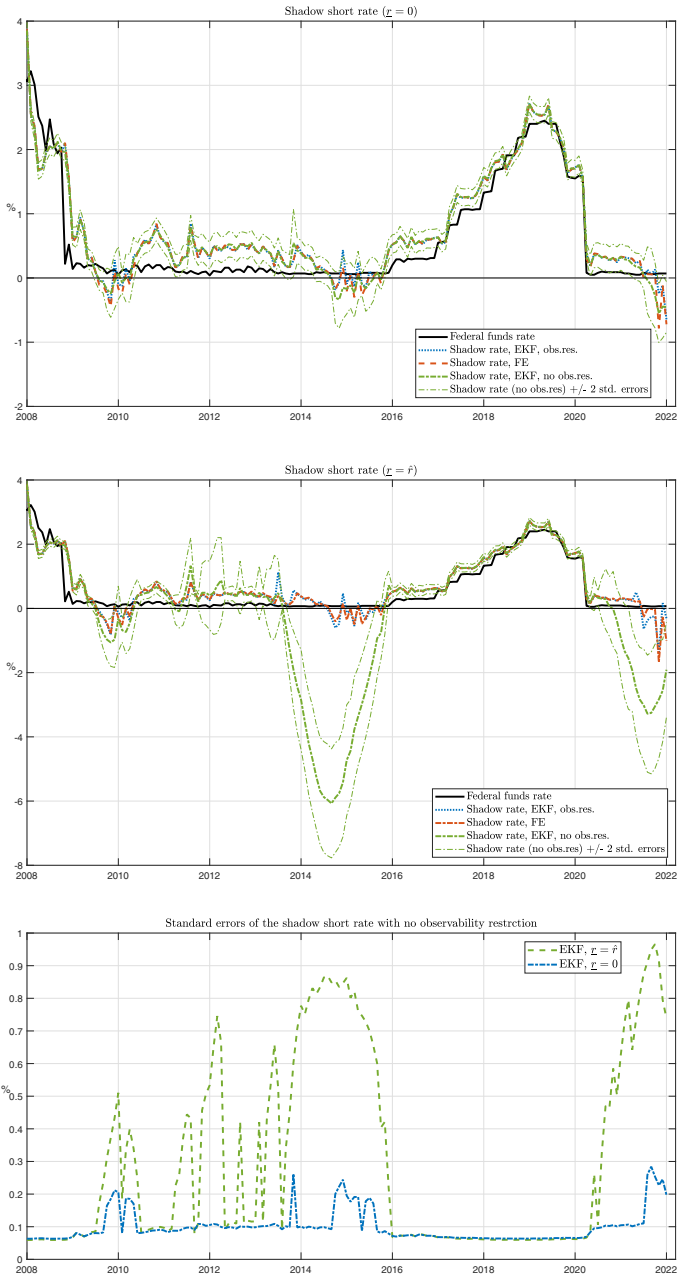 Shadow short rate (r = 0)
4
3
2
1
0
-1
-2
%
2008 2010 2012 2014 2016 2018 2020 2022
Federal funds rate
Shadow rate, EKF, obs.res.
Shadow rate, FE
Shadow rate, EKF, no obs.res.
Shadow rate (no obs.res) +/- 2 std. errors
Shadow short rate (r = r̂)
4
2
0
-2
-4
-6
-8
%
2008 2010 2012 2014 2016 2018 2020 2022
Federal funds rate
Shadow rate, EKF, obs.res.
Shadow rate, FE
Shadow rate, EKF, no obs.res.
Shadow rate (no obs.res) +/- 2 std. errors
Standard errors of the shadow short rate with no observability restrction
1
0.9
0.8
0.7
0.6
0.5
0.4
0.3
0.2
0.1
0
%
2008 2010 2012 2014 2016 2018 2020 2022
EKF, r = r̂
EKF, r = 0